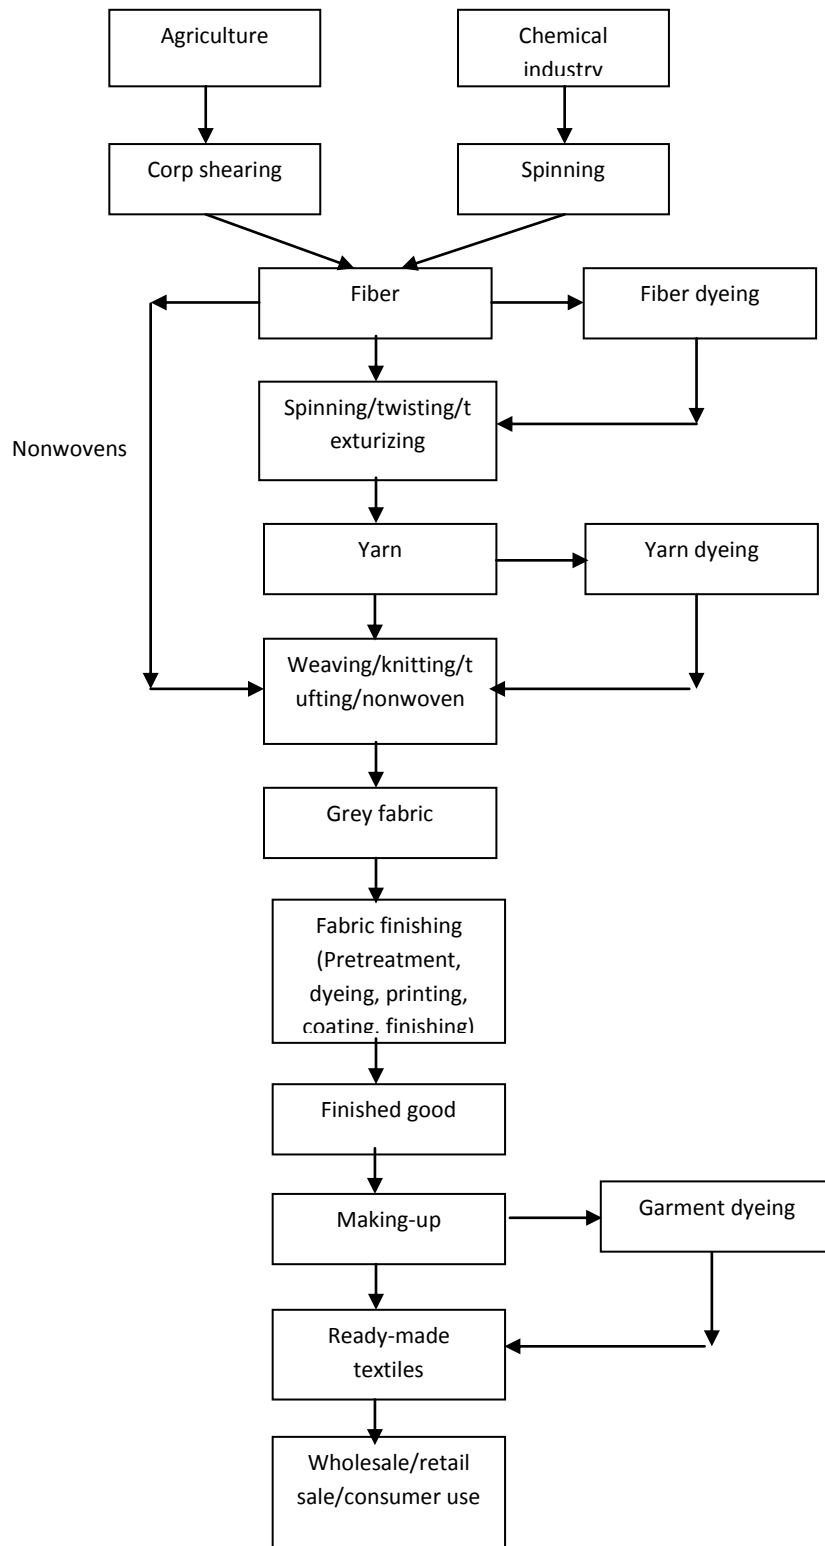 Agriculture
Chemical
industry
Corp shearing
Spinning
Fiber
Fiber dyeing
Spinning/twisting/t
exturizing
Nonwovens
Yarn
Yarn dyeing
Weaving/knitting/t
ufting/nonwoven
Grey fabric
Fabric finishing
(Pretreatment,
dyeing, printing,
coating, finishing)
Finished good
Making-up
Garment dyeing
Ready-made
textiles
Wholesale/retail
sale/consumer use